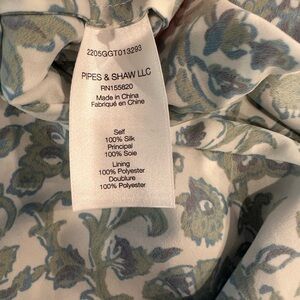 2205GGT013293
PIPES & SHAW LLC
RN155620
Made in China
Fabriqué en Chine
Self
100% Silk
Principal
100% Soie
Lining
100% Polyester
Doublure
100% Polyester